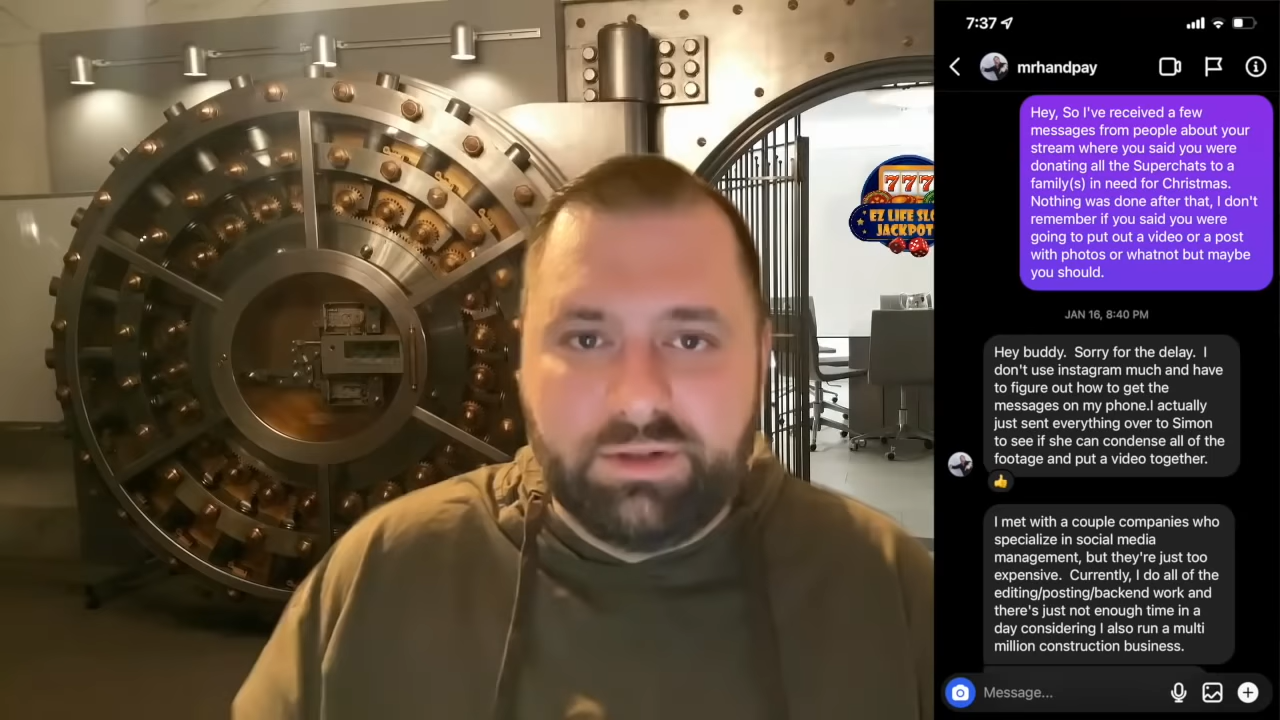 777
EZ LIFE SLO
JACKPOT
7:37
mrhandpay
Hey, So I've received a few
messages from people about your
stream where you said you were
donating all the Superchats to a
family(s) in need for Christmas.
Nothing was done after that, I don't
remember if you said you were
going to put out a video or a post
with photos or whatnot but maybe
you should.
JAN 16, 8:40 PM
Hey buddy.  Sorry for the delay.  I
don't use instagram much and have
to figure out how to get the
messages on my phone.I actually
just sent everything over to Simon
to see if she can condense all of the
footage and put a video together.
I met with a couple companies who
specialize in social media
management, but they're just too
expensive.  Currently, I do all of the
editing/posting/backend work and
there's just not enough time in a
day considering I also run a multi
million construction business.
Message...